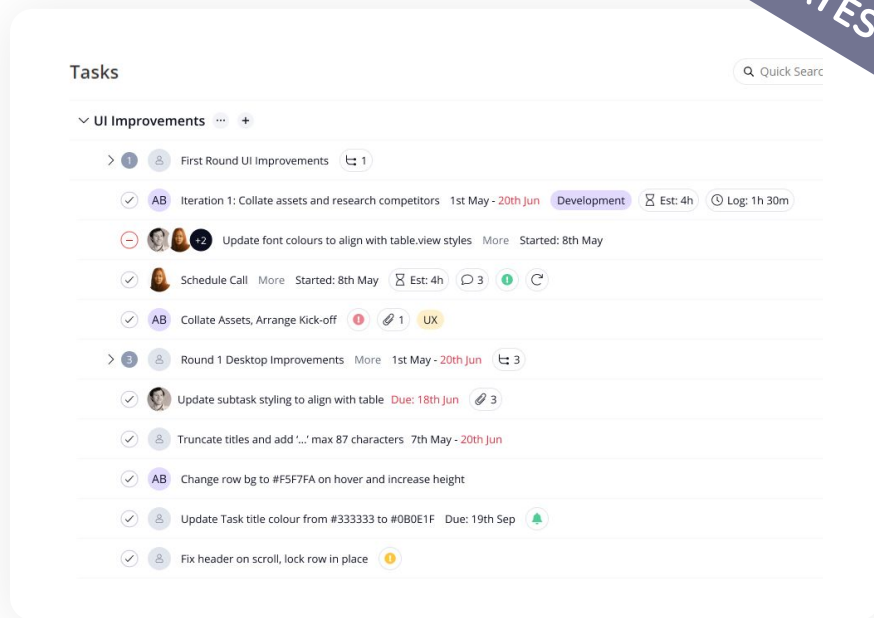 Tasks
Quick Searc
UI Improvements ... +
1 First Round UI Improvements 1
AB Iteration 1: Collate assets and research competitors 1st May - 20th Jun Development Est: 4h Log: 1h 30m
+2 Update font colours to align with table.view styles More Started: 8th May
Schedule Call More Started: 8th May Est: 4h 3
AB Collate Assets, Arrange Kick-off 1 UX
3 Round 1 Desktop Improvements More 1st May - 20th Jun 3
Update subtask styling to align with table Due: 18th Jun 3
Truncate titles and add ‘...’ max 87 characters 7th May - 20th Jun
AB Change row bg to #F5F7FA on hover and increase height
Update Task title colour from #333333 to #0B0E1F Due: 19th Sep
Fix header on scroll, lock row in place